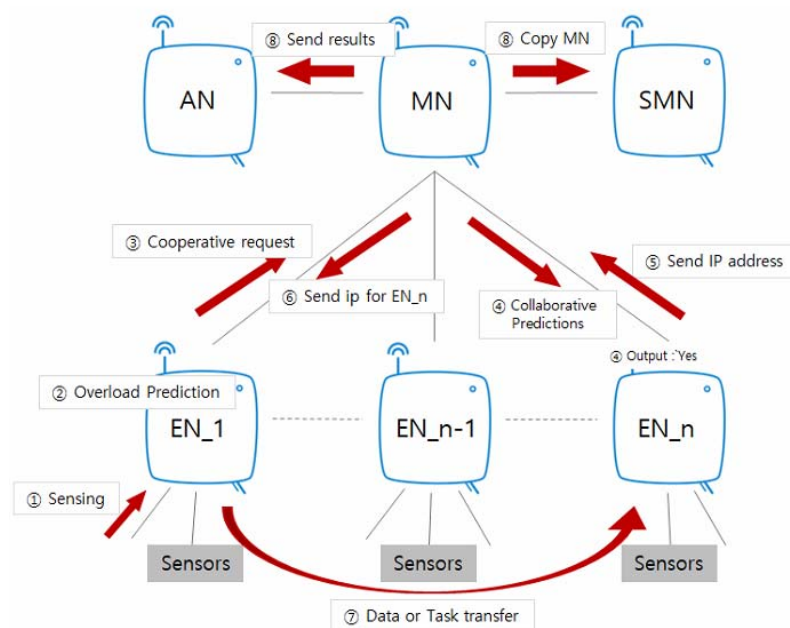 ⑧ Send results
⑧ Copy MN
AN
MN
SMN
③ Cooperative request
⑤ Send IP address
⑥ Send ip for EN_n
④ Collaborative
Predictions
④ Output :`Yes
② Overload Prediction
EN_1
EN_n-1
EN_n
① Sensing
Sensors
Sensors
Sensors
⑦ Data or Task transfer